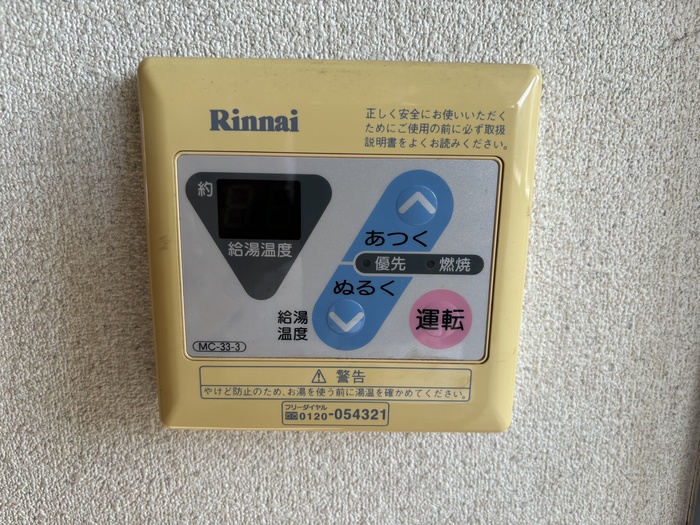 Rinnai
正しく安全にお使いいただく
ためにご使用の前に必ず取扱
説明書をよくお読みください。
約
給湯温度
あつく
優先 燃焼
ぬるく
給湯
温度
運転
MC-33-3
⚠ 警告
やけど防止のため、お湯を使う前に湯温を確かめてください。
フリーダイヤル
0120-054321